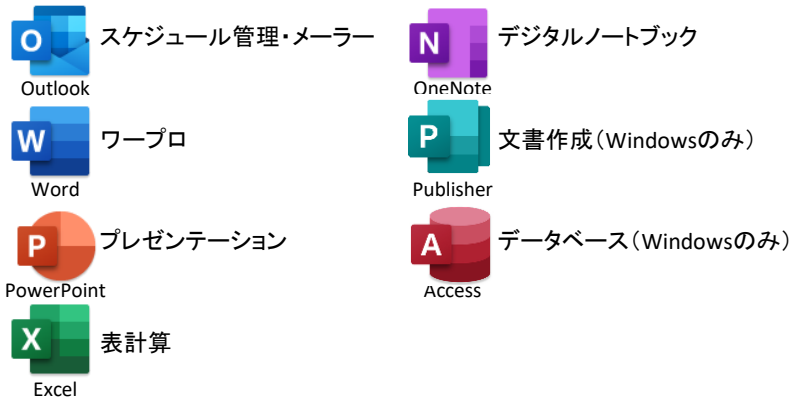 O スケジュール管理・メーラー
Outlook
W ワープロ
Word
P プレゼンテーション
PowerPoint
X 表計算
Excel
N デジタルノートブック
OneNote
P 文書作成（Windowsのみ）
Publisher
A データベース（Windowsのみ）
Access